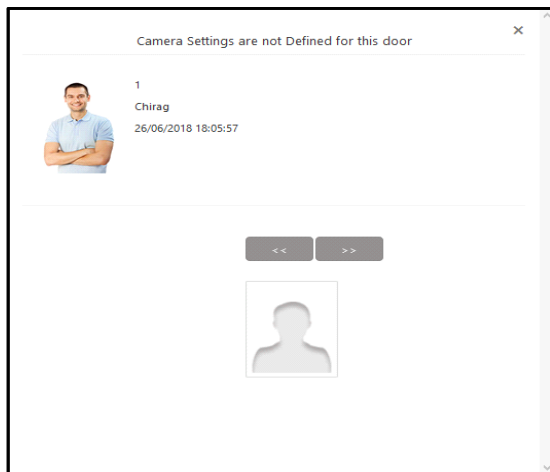 ×
Camera Settings are not Defined for this door
1
Chirag
26/06/2018 18:05:57
<< >>